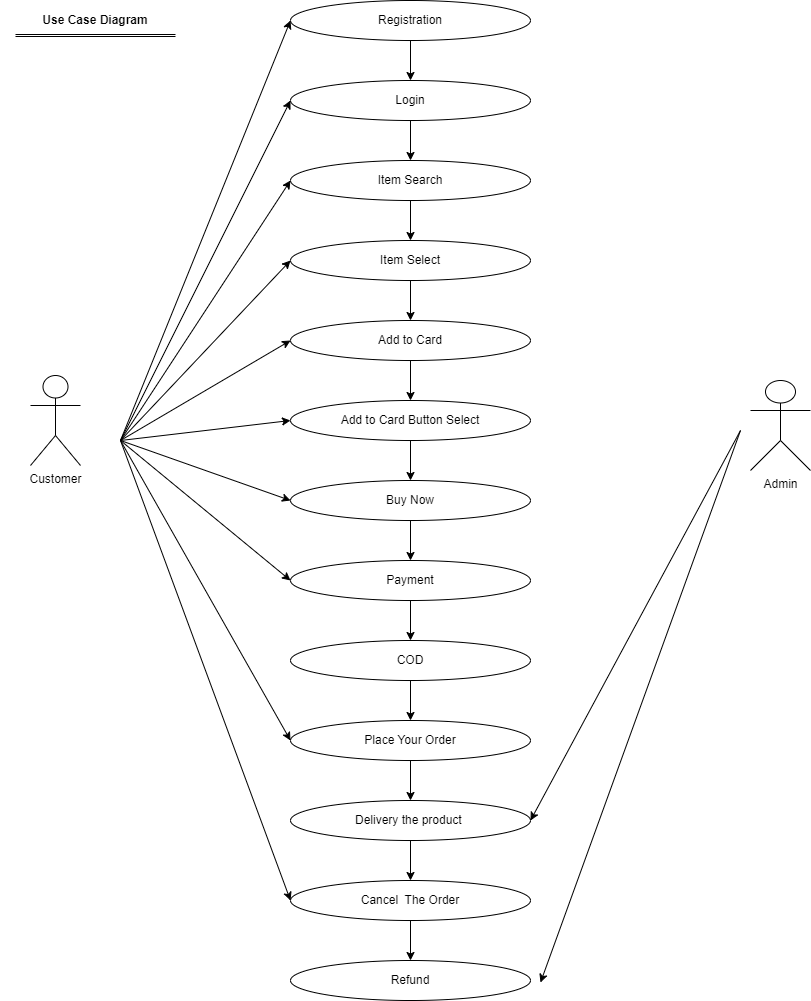 Use Case Diagram
Registration
Login
Item Search
Item Select
Add to Card
Add to Card Button Select
Customer
Admin
Buy Now
Payment
COD
Place Your Order
Delivery the product
Cancel  The Order
Refund